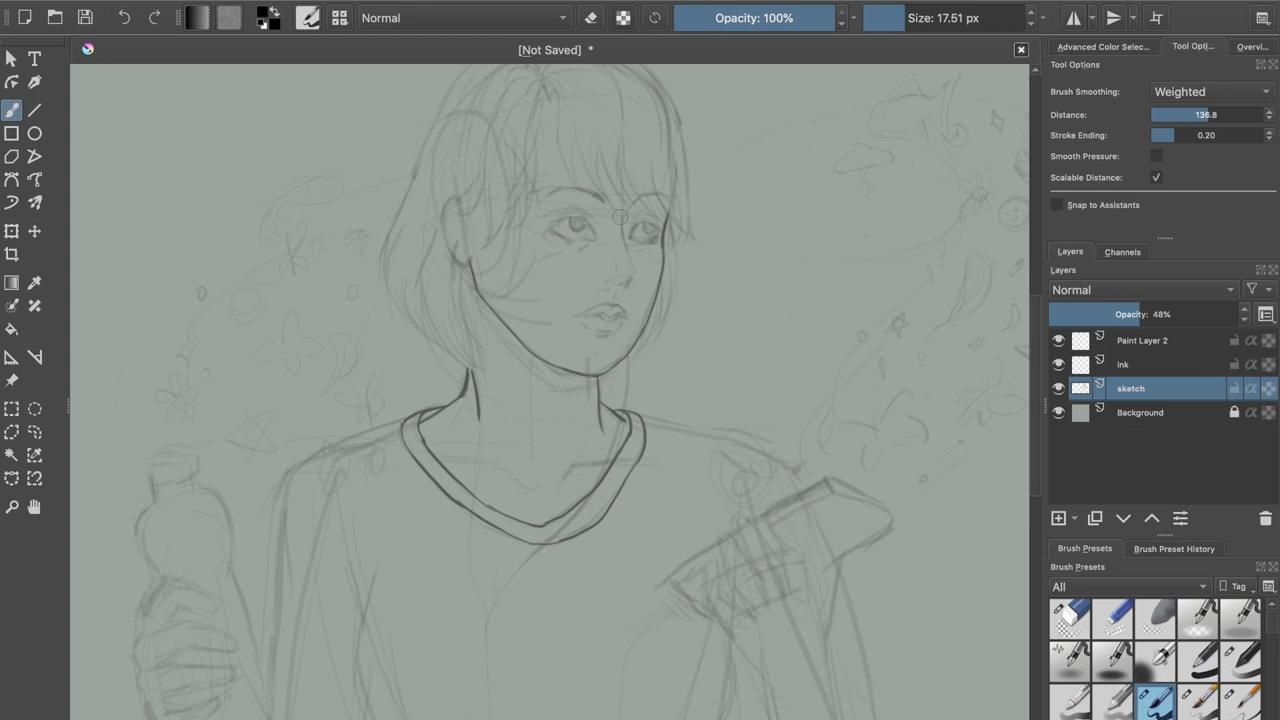 Normal
Opacity: 100%
Size: 17.51 px
[Not Saved] *
Advanced Color Selec...
Tool Opti...
Overvi...
Tool Options
Brush Smoothing:
Weighted
Distance:
136.8
Stroke Ending:
0.20
Smooth Pressure:
Scalable Distance:
Snap to Assistants
Layers
Channels
Layers
Normal
Opacity: 48%
Paint Layer 2
ink
sketch
Background
Brush Presets
Brush Preset History
Brush Presets
All
Tag